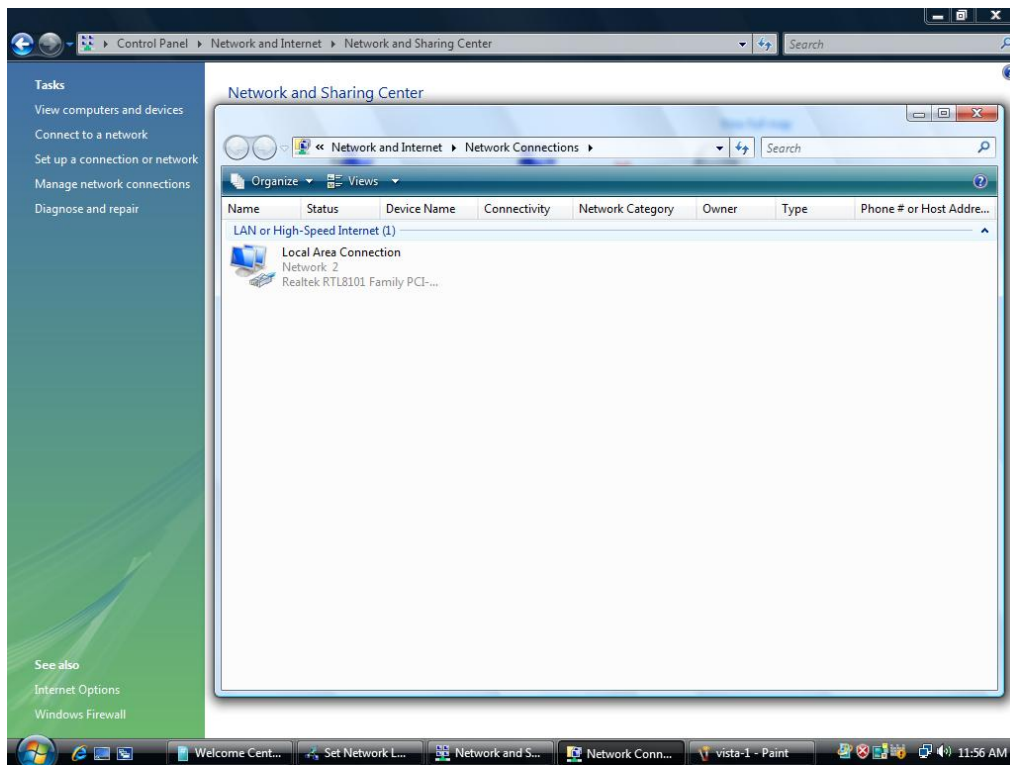 Control Panel Network and Internet Network and Sharing Center Search
Tasks
View computers and devices
Connect to a network
Set up a connection or network
Manage network connections
Diagnose and repair
See also
Internet Options
Windows Firewall
Network and Sharing Center
« Network and Internet Network Connections Search
Organize Views
Name Status Device Name Connectivity Network Category Owner Type Phone # or Host Addre...
LAN or High-Speed Internet (1)
Local Area Connection
Network 2
Realtek RTL8101 Family PCI-...
Welcome Cent... Set Network L... Network and S... Network Conn... vista-1 - Paint 11:56 AM